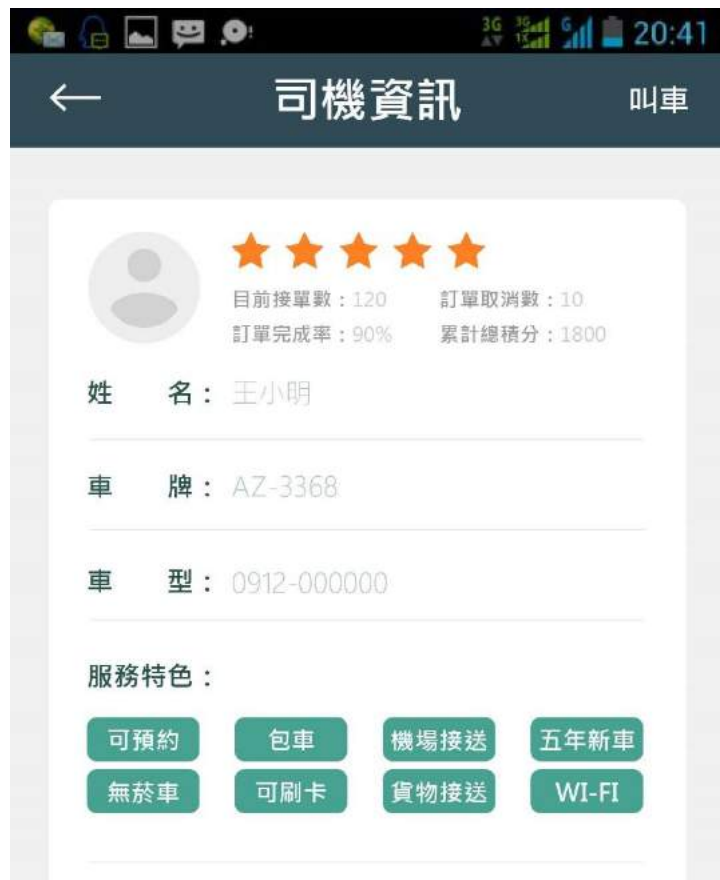 3G 3G 1X G 20:41
司機資訊 叫車
目前接單數：120 訂單取消數：10
訂單完成率：90% 累計總積分：1800
姓 名：王小明
車 牌：AZ-3368
車 型：0912-000000
服務特色：
可預約 包車 機場接送 五年新車
無菸車 可刷卡 貨物接送 WI-FI